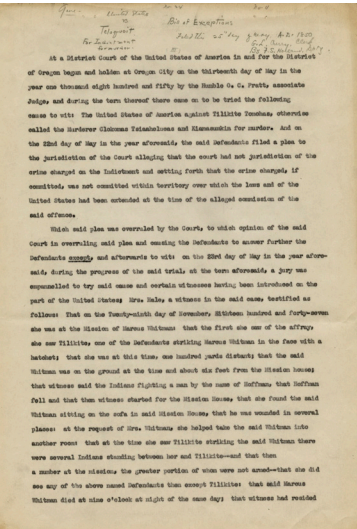 United States
vs
Telequoit
For Indictment
Bill of Exceptions
Filed the 23d day of May A.D. 1850
Clerk
At a District Court of the United States of America in and for the District
of Oregon begun and holden at Oregon City on the thirteenth day of May in the
year one thousand eight hundred and fifty by the Humble O. C. Pratt, associate
Judge, and during the term thereof there came on to be tried the following
cause to wit: The United States of America against Tilikite Tomahas, otherwise
called the Murderer Clokomas Isiaahelucas and Kiamasumkin for murder. And on
the 22nd day of May in the year aforesaid, the said Defendants filed a plea to
the jurisdiction of the Court alleging that the court had not jurisdiction of the
crime charged on the Indictment and setting forth that the crime charged, if
committed, was not committed within territory over which the laws and of the
United States had been extended at the time of the alleged commission of the
said offence.
Which said plea was overruled by the Court, to which opinion of the said
Court in overruling said plea and causing the Defendants to answer further the
Defendants except, and afterwards to wit: on the 23rd day of May in the year afore-
said, during the progress of the said trial, at the term aforesaid, a jury was
empannelled to try said cause and certain witnesses having been introduced on the
part of the United States; Mrs. Hale, a witness in the said case, testified as
follows: That on the Twenty-ninth day of November, Eighteen hundred and forty-seven
she was at the Mission of Marcus Whitman: that the first she saw of the affray,
she saw Tilikite, one of the Defendants striking Marcus Whitman in the face with a
hatchet; that she was at this time, one hundred yards distant; that the said
Whitman was on the ground at the time and about six feet from the Mission house;
that witness said the Indians fighting a man by the name of Hoffman; that Hoffman
fell and that then witness started for the Mission House, that she found the said
Whitman sitting on the sofa in said Mission House, that he was wounded in several
places: at the request of Mrs. Whitman, she helped take the said Whitman into
another room: that at the time she saw Tilikite striking the said Whitman there
were several Indians standing between her and Tilikite--and that then
a number at the mission; the greater portion of whom were not armed--that she did
see any of the above named Defendants then except Tilikite: that said Marcus
Whitman died at nine o'clock at night of the same day; that witness had resided